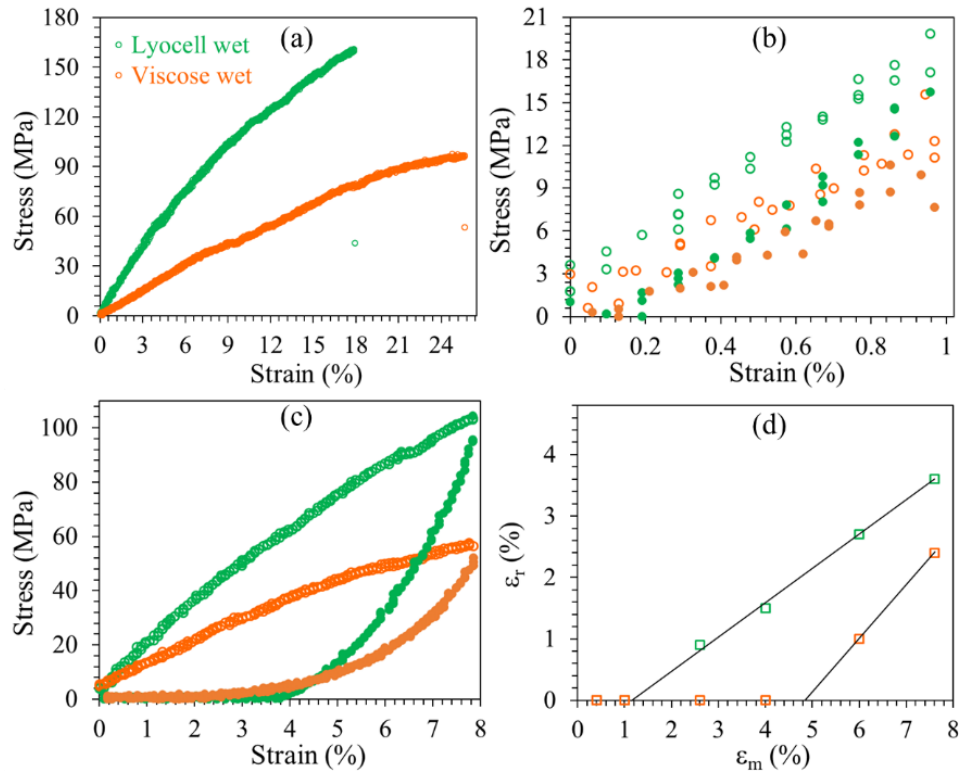 (a)
Lyocell wet
Viscose wet
Stress (MPa)
180
150
120
90
60
30
0
0 3 6 9 12 15 18 21 24
Strain (%)
(b)
Stress (MPa)
21
18
15
12
9
6
3
0
0 0.2 0.4 0.6 0.8 1
Strain (%)
(c)
Stress (MPa)
100
80
60
40
20
0
0 1 2 3 4 5 6 7 8
Strain (%)
(d)
εr (%)
4
3
2
1
0
0 1 2 3 4 5 6 7 8
εm (%)